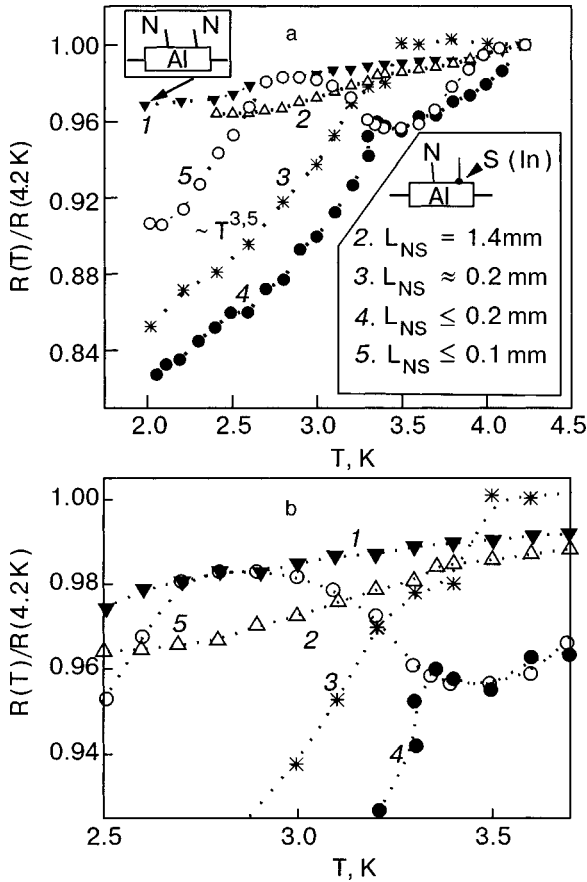 N N
a
Al
1
2
3
4
5
~ T^3,5
N
S (In)
Al
2. L_NS = 1.4mm
3. L_NS ≈ 0.2 mm
4. L_NS ≤ 0.2 mm
5. L_NS ≤ 0.1 mm
1.00
0.96
0.92
0.88
0.84
R(T)/R(4.2K)
2.0 2.5 3.0 3.5 4.0 4.5
T, K
b
1
2
3
4
5
1.00
0.98
0.96
0.94
R(T)/R(4.2K)
2.5 3.0 3.5
T, K